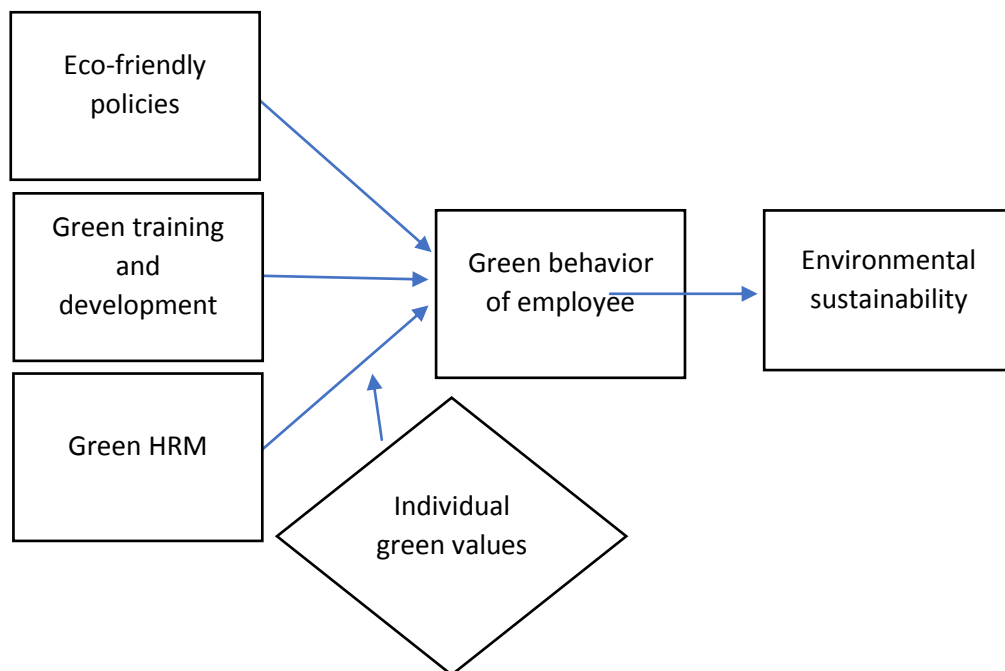 Eco-friendly
policies
Green training
and
development
Green HRM
Green behavior
of employee
Environmental
sustainability
Individual
green values